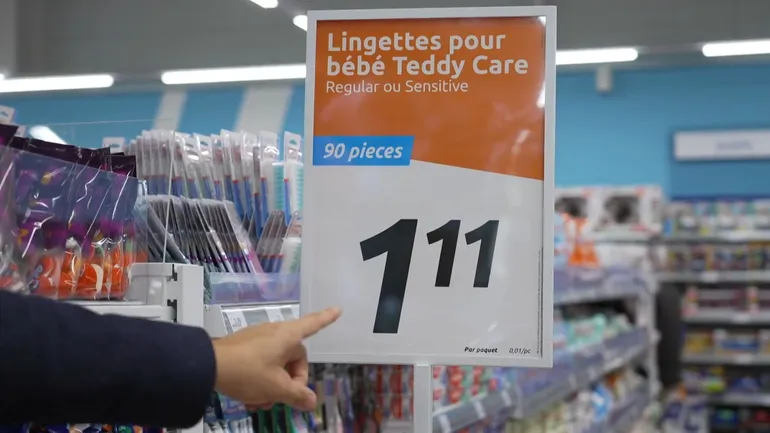 Lingettes pour
bébé Teddy Care
Regular ou Sensitive
90 pieces
1 11
Par paquet 0,01/pc